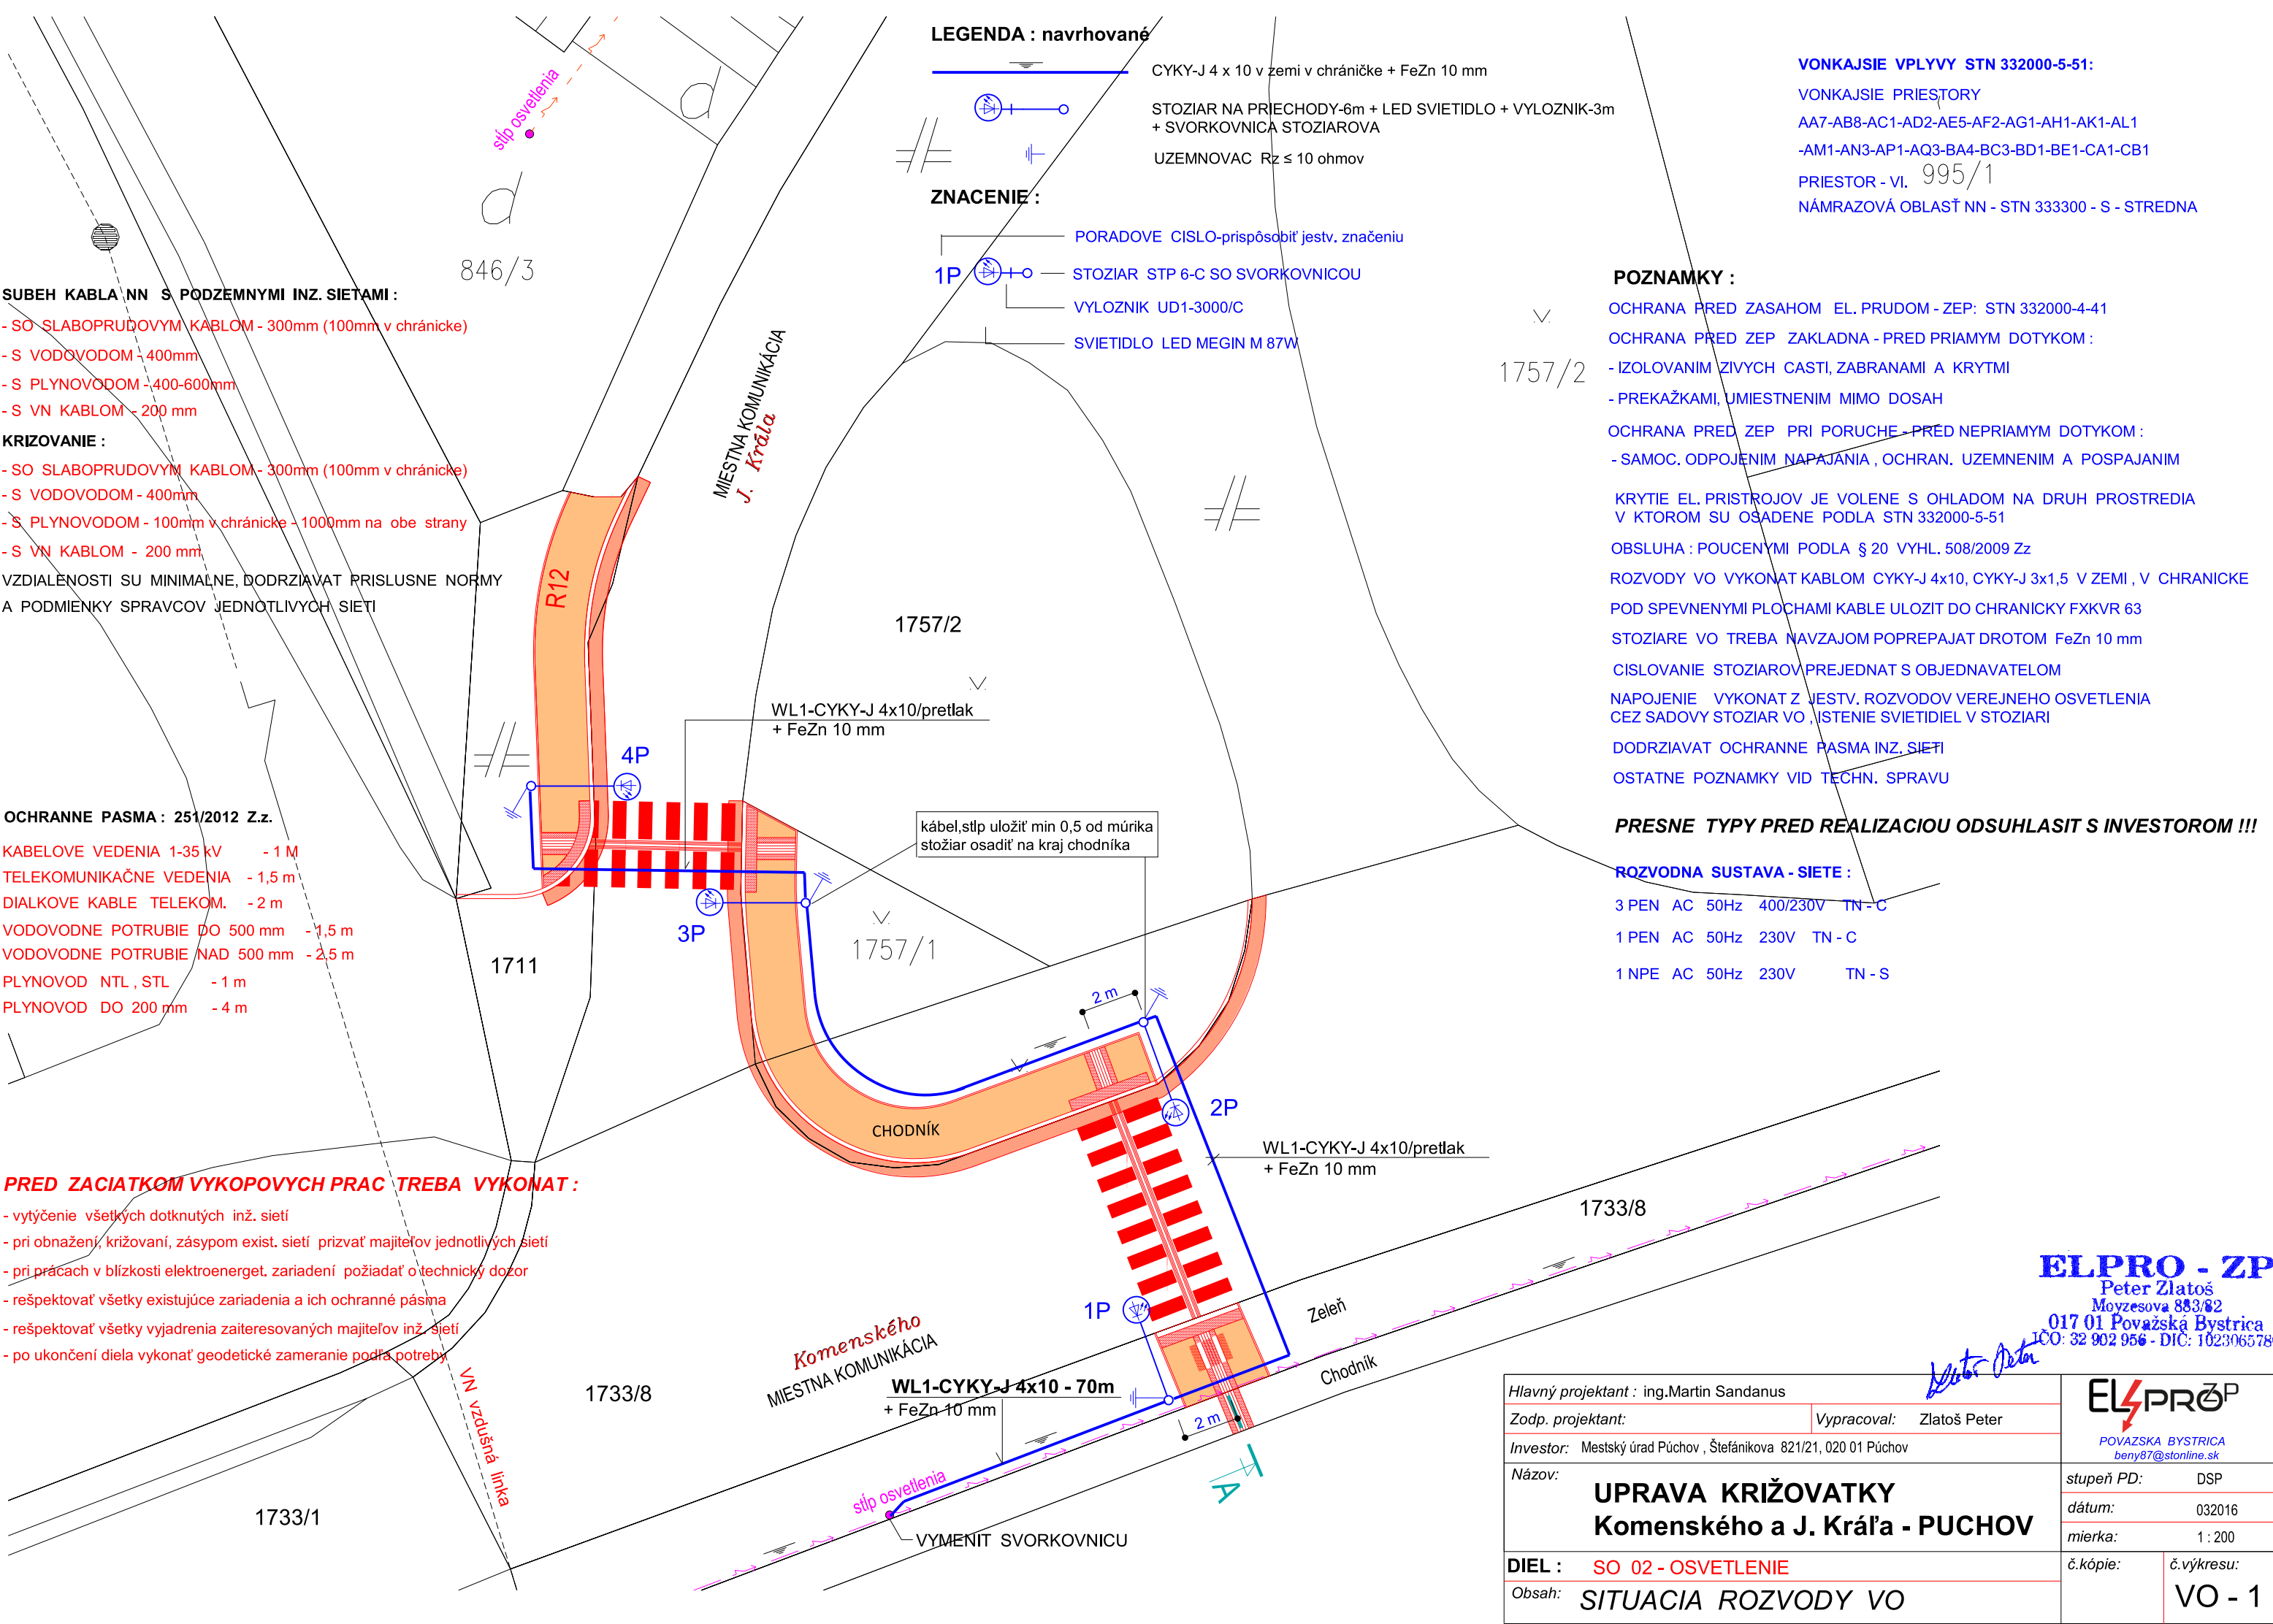 LEGENDA : navrhované
CYKY-J 4 x 10 v zemi v chráničke + FeZn 10 mm
STOZIAR NA PRIECHODY-6m + LED SVIETIDLO + VYLOZNIK-3m
+ SVORKOVNICA STOZIAROVA
UZEMNOVAC Rz ≤ 10 ohmov
ZNACENIE :
PORADOVE CISLO-prispôsobiť jestv. značeniu
1P
STOZIAR STP 6-C SO SVORKOVNICOU
VYLOZNIK UD1-3000/C
SVIETIDLO LED MEGIN M 87W
VONKAJSIE VPLYVY STN 332000-5-51:
VONKAJSIE PRIESTORY
AA7-AB8-AC1-AD2-AE5-AF2-AG1-AH1-AK1-AL1
-AM1-AN3-AP1-AQ3-BA4-BC3-BD1-BE1-CA1-CB1
PRIESTOR - VI.
995/1
NÁMRAZOVÁ OBLASŤ NN - STN 333300 - S - STREDNA
POZNAMKY :
OCHRANA PRED ZASAHOM EL. PRUDOM - ZEP: STN 332000-4-41
OCHRANA PRED ZEP ZAKLADNA - PRED PRIAMYM DOTYKOM :
- IZOLOVANIM ZIVYCH CASTI, ZABRANAMI A KRYTMI
- PREKAŽKAMI, UMIESTNENIM MIMO DOSAH
OCHRANA PRED ZEP PRI PORUCHE - PRED NEPRIAMYM DOTYKOM :
- SAMOC. ODPOJENIM NAPAJANIA , OCHRAN. UZEMNENIM A POSPAJANIM
KRYTIE EL. PRISTROJOV JE VOLENE S OHLADOM NA DRUH PROSTREDIA
V KTOROM SU OSADENE PODLA STN 332000-5-51
OBSLUHA : POUCENYMI PODLA § 20 VYHL. 508/2009 Zz
ROZVODY VO VYKONAT KABLOM CYKY-J 4x10, CYKY-J 3x1,5 V ZEMI , V CHRANICKE
POD SPEVNENYMI PLOCHAMI KABLE ULOZIT DO CHRANICKY FXKVR 63
STOZIARE VO TREBA NAVZAJOM POPREPAJAT DROTOM FeZn 10 mm
CISLOVANIE STOZIAROV PREJEDNAT S OBJEDNAVATELOM
NAPOJENIE VYKONAT Z JESTV. ROZVODOV VEREJNEHO OSVETLENIA
CEZ SADOVY STOZIAR VO , ISTENIE SVIETIDIEL V STOZIARI
DODRZIAVAT OCHRANNE PASMA INZ. SIETI
OSTATNE POZNAMKY VID TECHN. SPRAVU
PRESNE TYPY PRED REALIZACIOU ODSUHLASIT S INVESTOROM !!!
ROZVODNA SUSTAVA - SIETE :
3 PEN AC 50Hz 400/230V TN - C
1 PEN AC 50Hz 230V TN - C
1 NPE AC 50Hz 230V TN - S
stĺp osvetlenia
d
d
846/3
SUBEH KABLA NN S PODZEMNYMI INZ. SIETAMI :
- SO SLABOPRUDOVYM KABLOM - 300mm (100mm v chránicke)
- S VODOVODOM - 400mm
- S PLYNOVODOM - 400-600mm
- S VN KABLOM - 200 mm
KRIZOVANIE :
- SO SLABOPRUDOVYM KABLOM - 300mm (100mm v chránicke)
- S VODOVODOM - 400mm
- S PLYNOVODOM - 100mm v chránicke - 1000mm na obe strany
- S VN KABLOM - 200 mm
VZDIALENOSTI SU MINIMALNE, DODRZIAVAT PRISLUSNE NORMY
A PODMIENKY SPRAVCOV JEDNOTLIVYCH SIETI
OCHRANNE PASMA : 251/2012 Z.z.
KABELOVE VEDENIA 1-35 kV - 1 M
TELEKOMUNIKAČNE VEDENIA - 1,5 m
DIALKOVE KABLE TELEKOM. - 2 m
VODOVODNE POTRUBIE DO 500 mm - 1,5 m
VODOVODNE POTRUBIE NAD 500 mm - 2,5 m
PLYNOVOD NTL , STL - 1 m
PLYNOVOD DO 200 mm - 4 m
PRED ZACIATKOM VYKOPOVYCH PRAC TREBA VYKONAT :
- vytýčenie všetkých dotknutých inž. sietí
- pri obnažení, križovaní, zásypom exist. sietí prizvať majiteľov jednotlivých sietí
- pri prácach v blízkosti elektroenerget. zariadení požiadať o technický dozor
- rešpektovať všetky existujúce zariadenia a ich ochranné pásma
- rešpektovať všetky vyjadrenia zaiteresovaných majiteľov inž. sietí
- po ukončení diela vykonať geodetické zameranie podľa potreby
MIESTNA KOMUNIKÁCIA
J. Kráľa
R12
1757/2
1757/2
WL1-CYKY-J 4x10/pretlak
+ FeZn 10 mm
4P
kábel,stlp uložiť min 0,5 od múrika
stožiar osadiť na kraj chodníka
3P
1757/1
1711
2 m
CHODNÍK
2P
WL1-CYKY-J 4x10/pretlak
+ FeZn 10 mm
1733/8
1P
Zeleň
Chodník
Komenského
MIESTNA KOMUNIKÁCIA
1733/8
WL1-CYKY-J 4x10 - 70m
+ FeZn 10 mm
2 m
A
VN vzdušná linka
stĺp osvetlenia
VYMENIT SVORKOVNICU
1733/1
ELPRO - ZP
Peter Zlatoš
Moyzesova 883/82
017 01 Považská Bystrica
IČO: 32 902 956 - DIČ: 102306578
Hlavný projektant : ing.Martin Sandanus
Zodp. projektant:
Vypracoval: Zlatoš Peter
Investor: Mestský úrad Púchov , Štefánikova 821/21, 020 01 Púchov
Názov:
UPRAVA KRIŽOVATKY
Komenského a J. Kráľa - PUCHOV
DIEL : SO 02 - OSVETLENIE
Obsah: SITUACIA ROZVODY VO
ELPRO ZP
POVAZSKA BYSTRICA
beny87@stonline.sk
stupeň PD: DSP
dátum: 032016
mierka: 1 : 200
č.kópie:
č.výkresu:
VO - 1